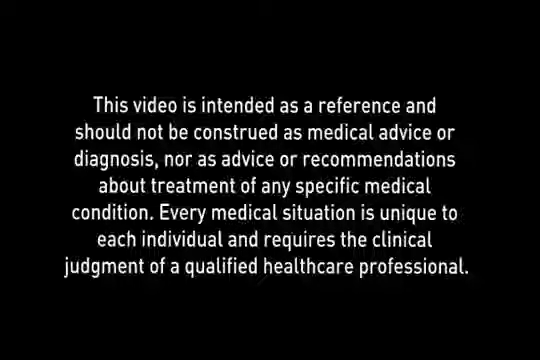 This video is intended as a reference and
should not be construed as medical advice or
diagnosis, nor as advice or recommendations
about treatment of any specific medical
condition. Every medical situation is unique to
each individual and requires the clinical
judgment of a qualified healthcare professional.